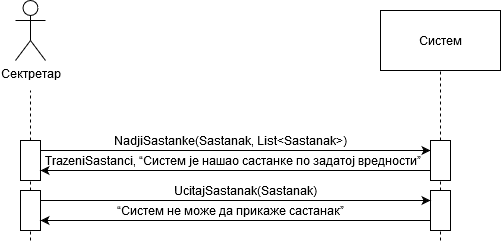 Сектретар
Систем
NadjiSastanke(Sastanak, List<Sastanak>)
TrazeniSastanci, “Систем је нашао састанке по задатој вредности”
UcitajSastanak(Sastanak)
“Систем не може да прикаже састанак”